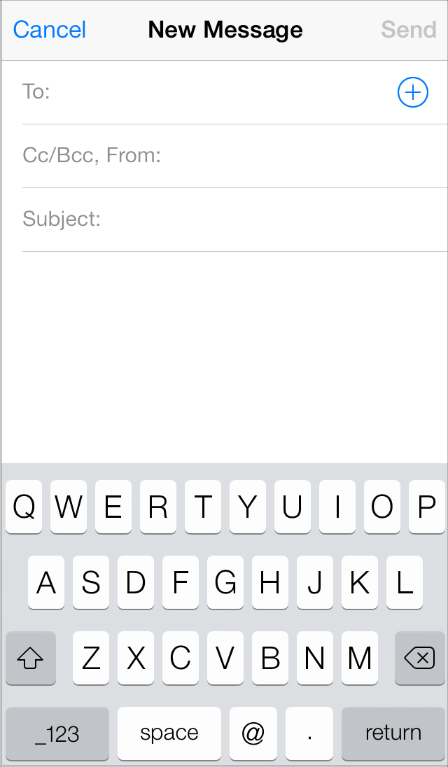 Cancel New Message Send
To:
Cc/Bcc, From:
Subject:
Q W E R T Y U I O P
A S D F G H J K L
Z X C V B N M
_123 space @ . return